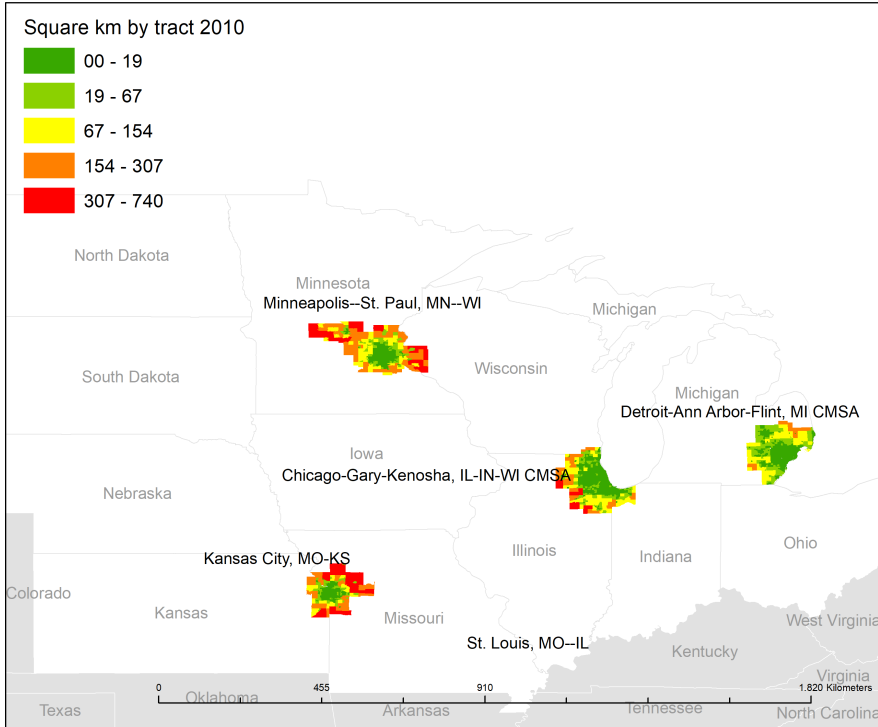 Square km by tract 2010
00 - 19
19 - 67
67 - 154
154 - 307
307 - 740
North Dakota
Minnesota
Minneapolis--St. Paul, MN--WI
Michigan
Wisconsin
South Dakota
Michigan
Detroit-Ann Arbor-Flint, MI CMSA
Iowa
Chicago-Gary-Kenosha, IL-IN-WI CMSA
Nebraska
Illinois
Indiana
Ohio
Kansas City, MO-KS
Colorado
Kansas
Missouri
West Virginia
St. Louis, MO--IL
Kentucky
Virginia
0 455 910 1.820 Kilometers
Oklahoma
Texas
Arkansas
Tennessee
North Carolina